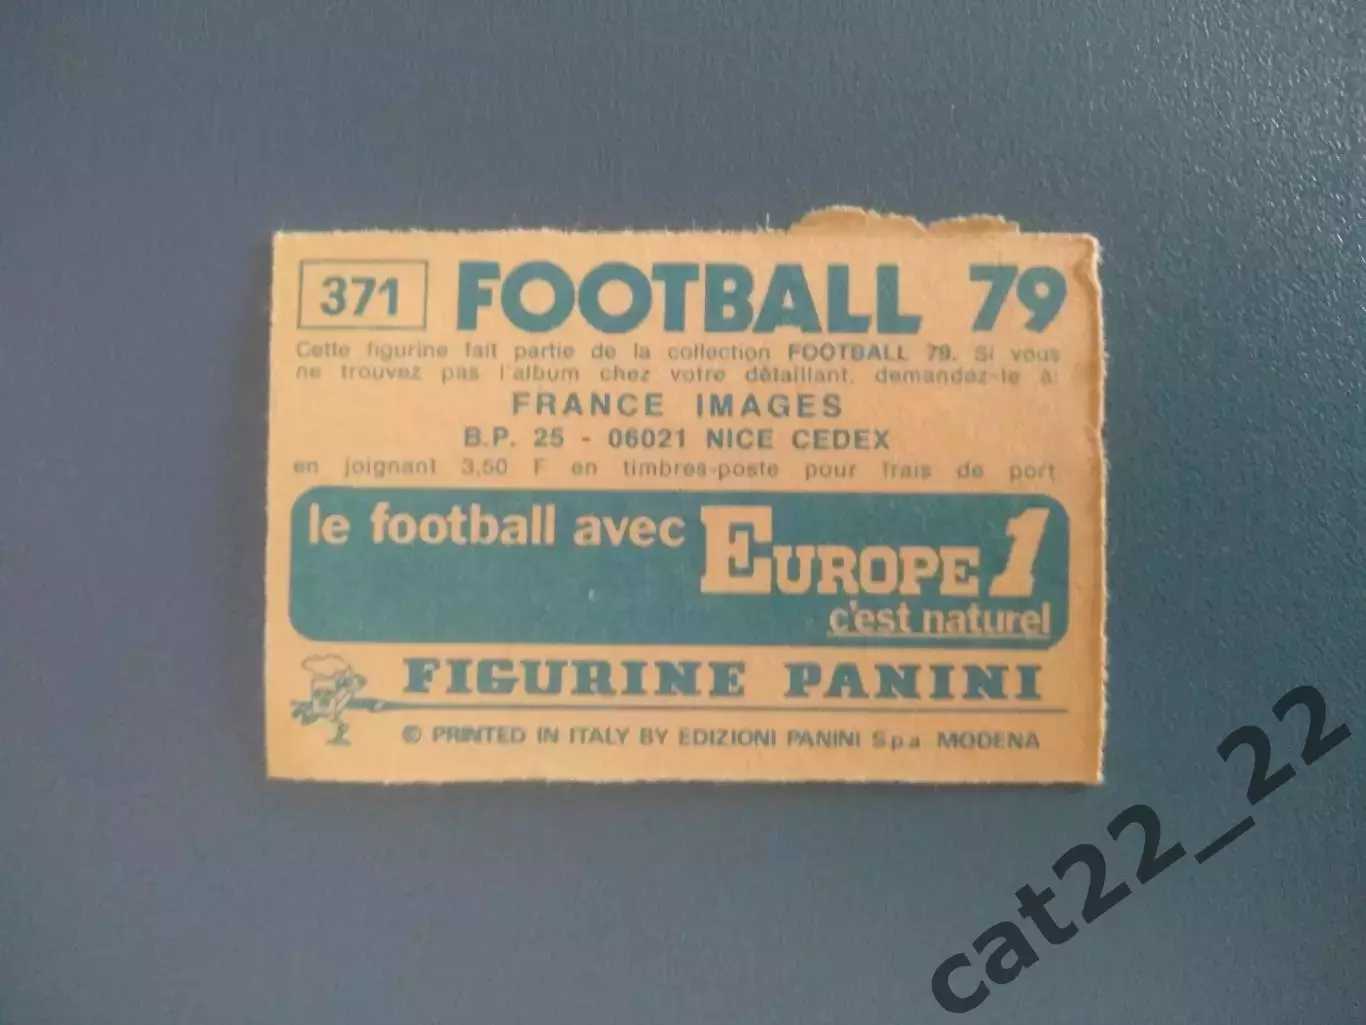 371 FOOTBALL 79
Cette figurine fait partie de la collection FOOTBALL 79. Si vous
ne trouvez pas l'album chez votre détaillant, demandez-le à:
FRANCE IMAGES
B.P. 25 - 06021 NICE CEDEX
en joignant 3,50 F en timbres-poste pour frais de port
le football avec EUROPE 1
c'est naturel
FIGURINE PANINI
© PRINTED IN ITALY BY EDIZIONI PANINI S.p.a. MODENA
cat22_22